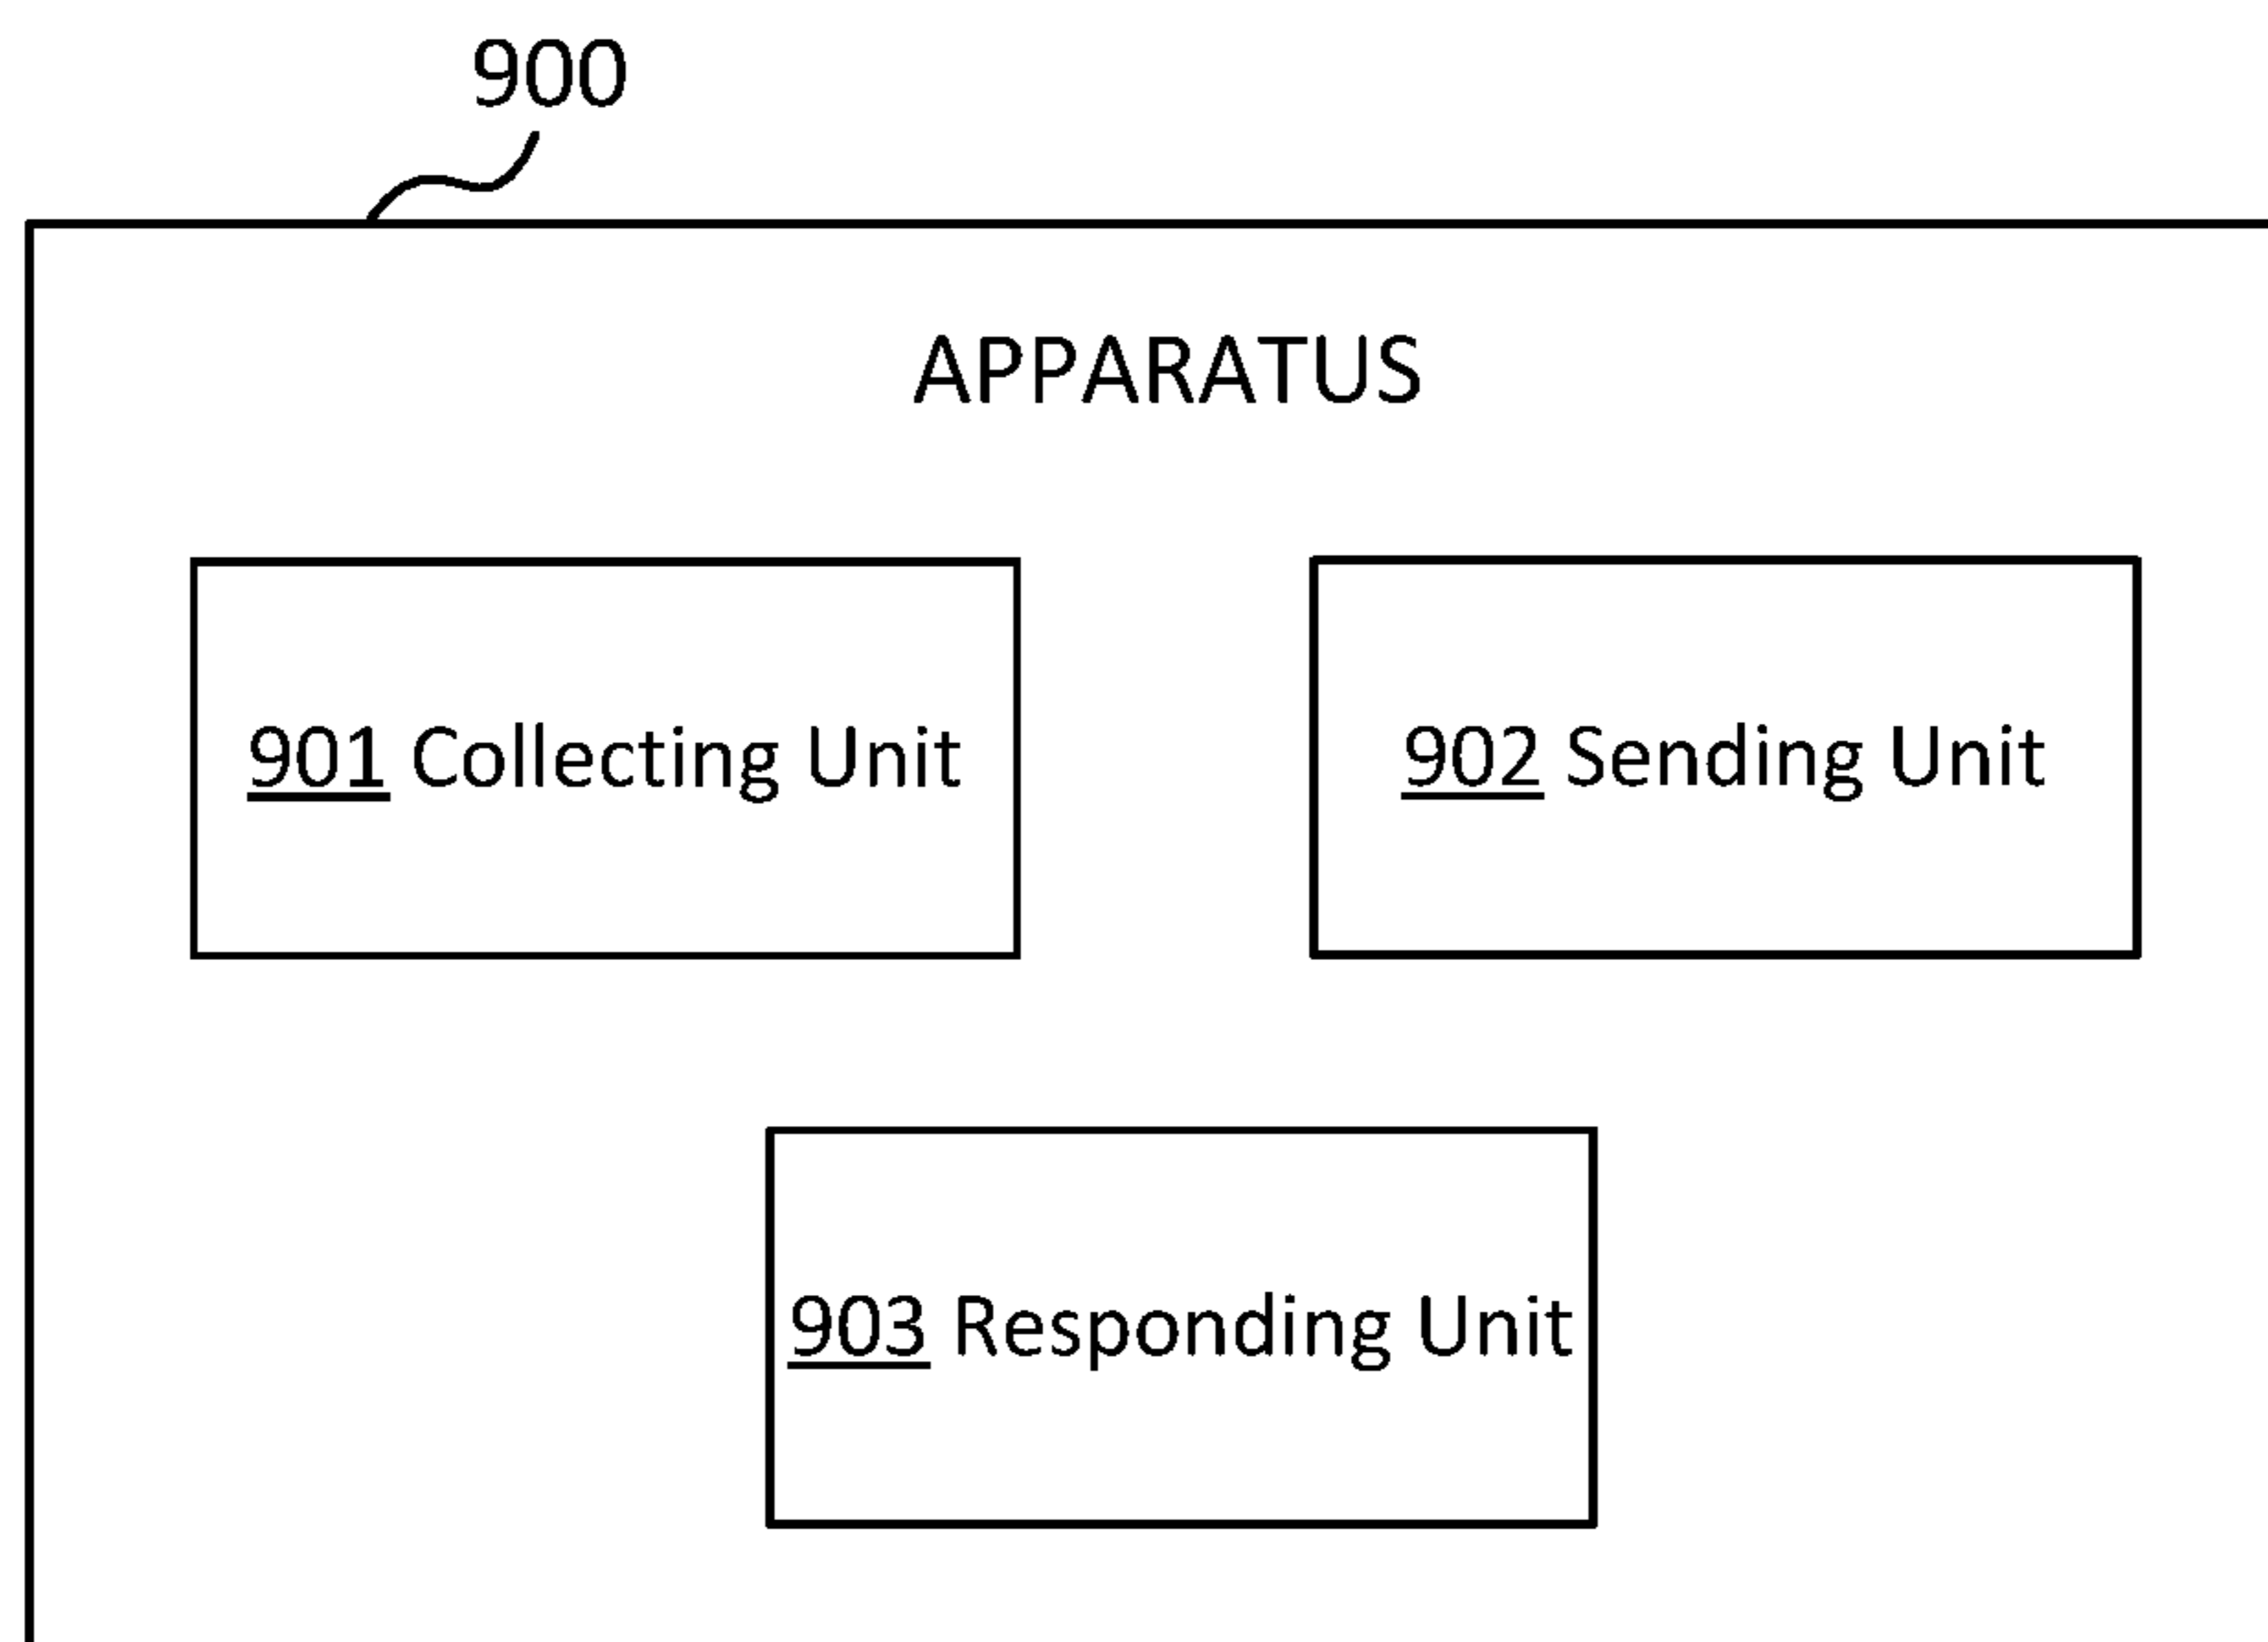 900
APPARATUS
901 Collecting Unit
902 Sending Unit
903 Responding Unit